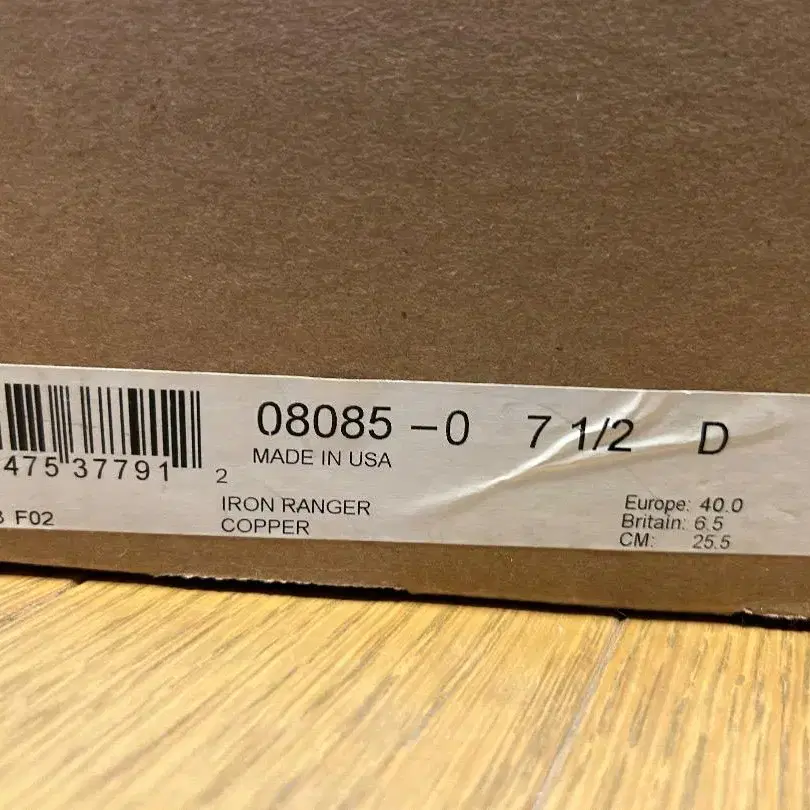 08085 – 0 7 1/2 D
MADE IN USA
475 37791 2
IRON RANGER
COPPER
F02
Europe: 40.0
Britain: 6.5
CM: 25.5